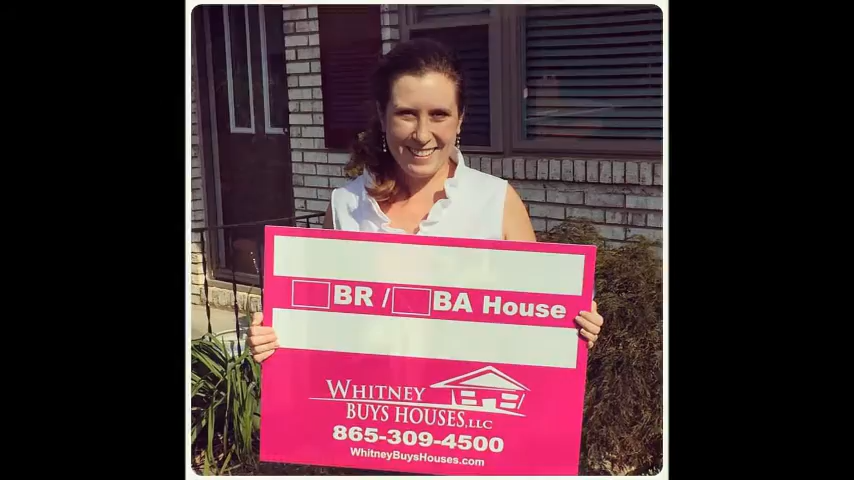 BR / BA House
WHITNEY
BUYS HOUSES, LLC
865-309-4500
WhitneyBuysHouses.com